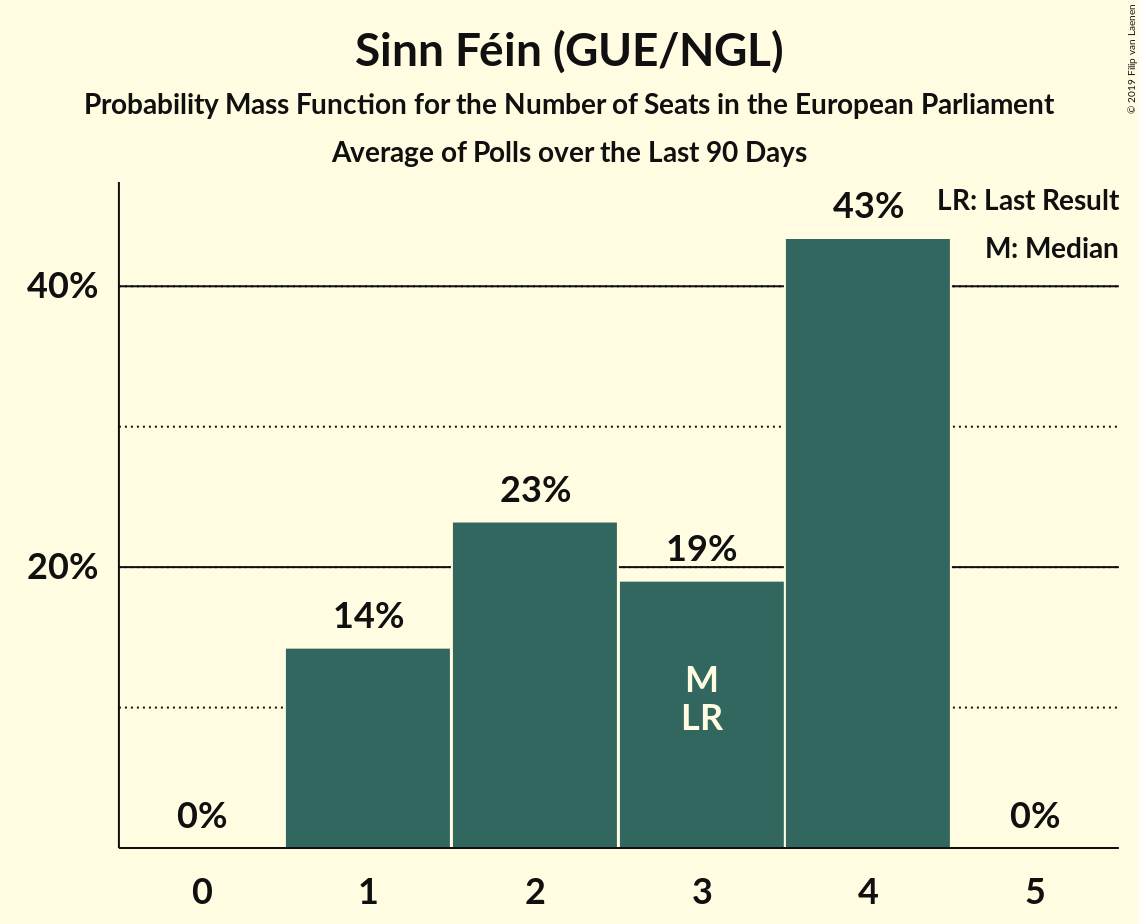 Sinn Féin (GUE/NGL)
Probability Mass Function for the Number of Seats in the European Parliament
Average of Polls over the Last 90 Days
© 2019 Filip van Laenen
LR: Last Result
M: Median
43%
40%
23%
19%
20%
14%
M
LR
0%
0%
0 1 2 3 4 5